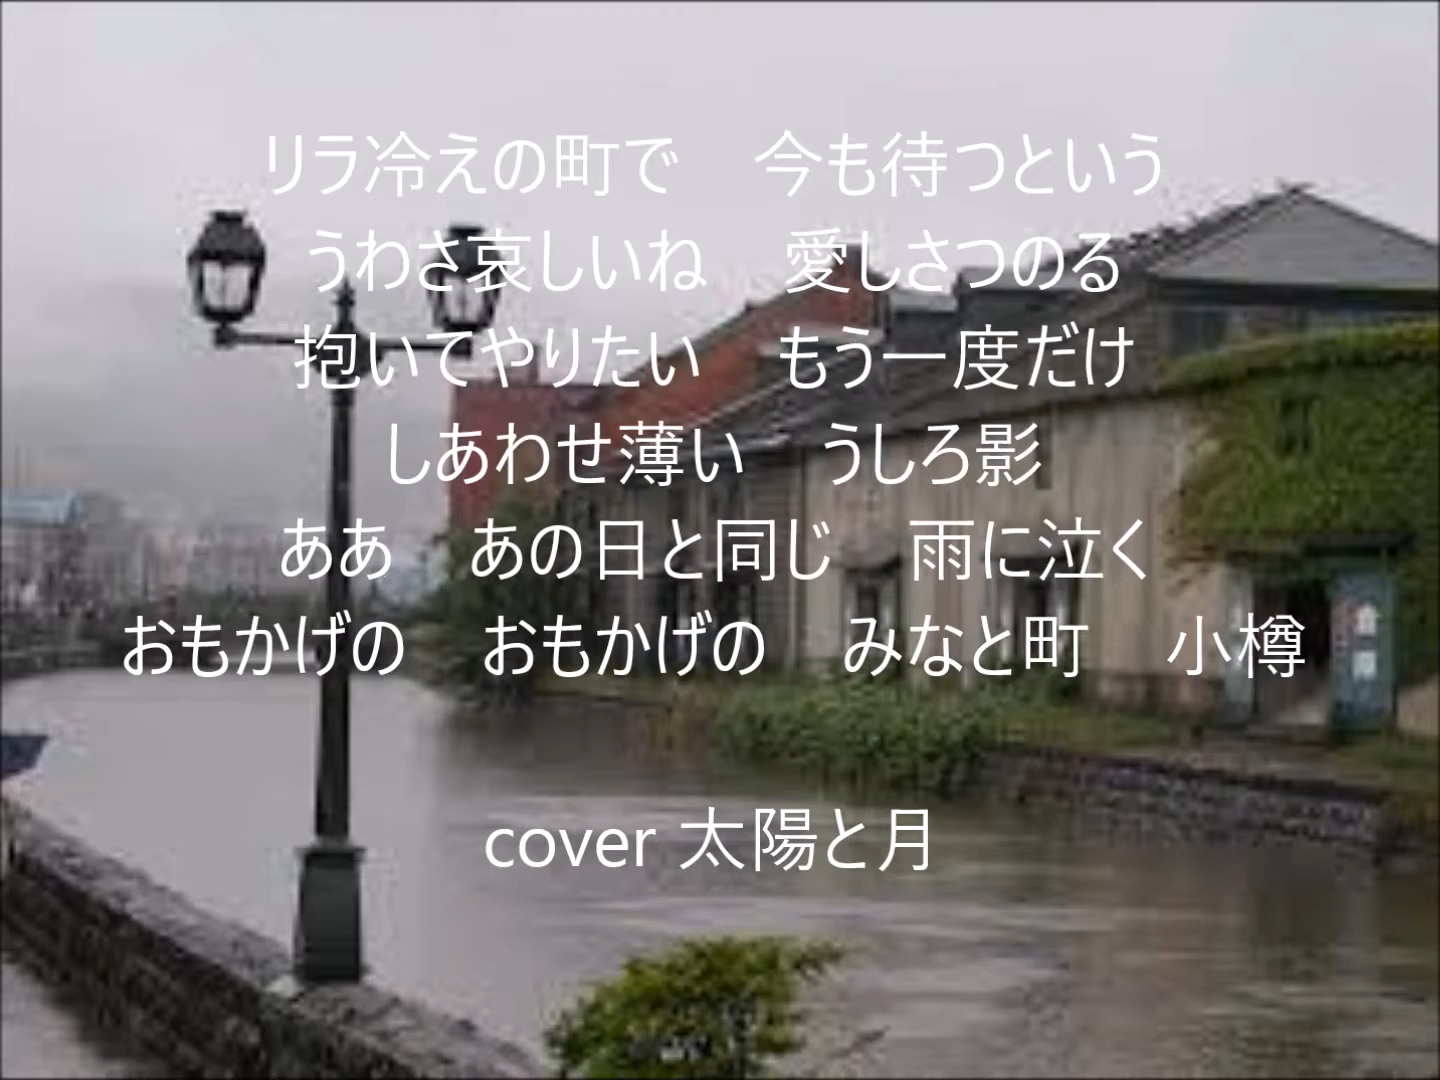 リラ冷えの町で　今も待つという
うわさ哀しいね　愛しさつのる
抱いてやりたい　もう一度だけ
しあわせ薄い　うしろ影
ああ　あの日と同じ　雨に泣く
おもかげの　おもかげの　みなと町　小樽
cover 太陽と月